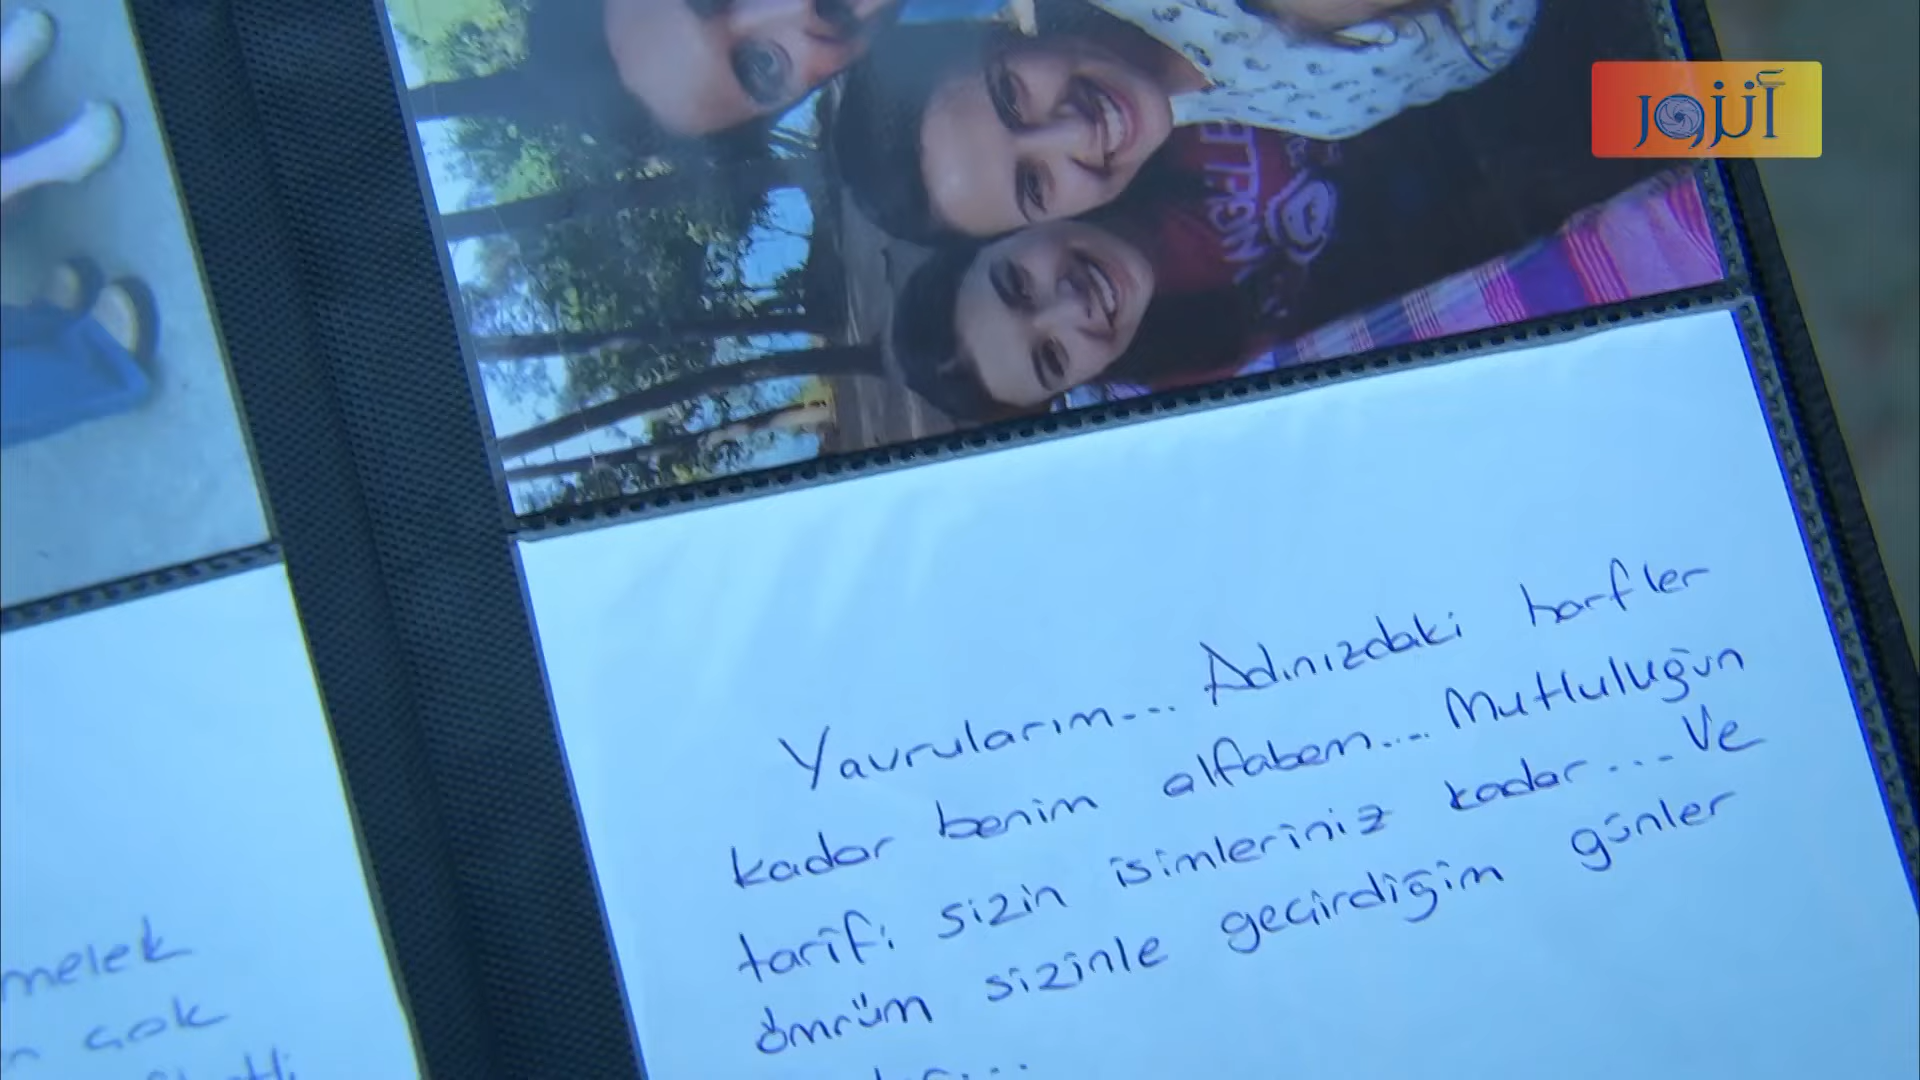 آنزور
melek
çok
Yavrularım... Adınızdaki harfler
kadar benim alfabem.... Mutluluğun
tarifi sizin isimleriniz kadar.... Ve
ömrüm sizinle geçirdiğim günler